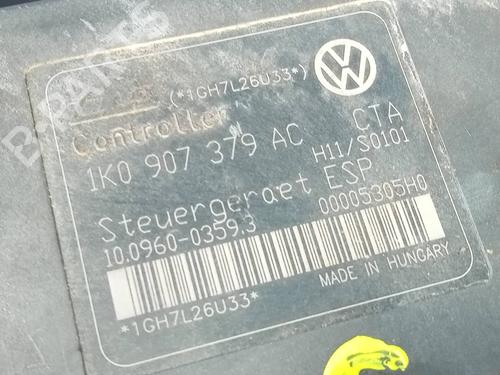 (*1GH7L26U33*)
Controller
1K0 907 379 AC CTA
H11/S0101
Steuergeraet ESP
10.0960-0359.3 00005305H0
*1GH7L26U33*
MADE IN HUNGARY
B-PARTS